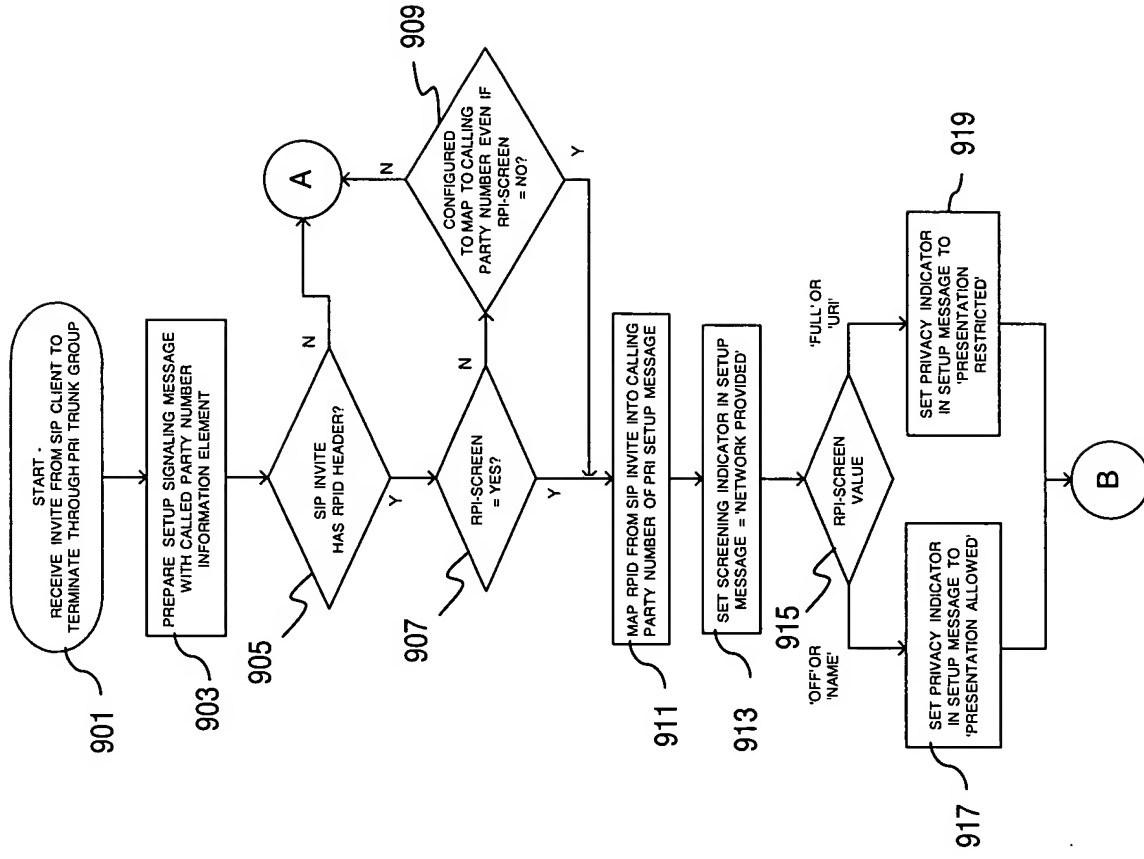 START -
RECEIVE INVITE FROM SIP CLIENT TO
TERMINATE THROUGH PRI TRUNK GROUP
901
PREPARE SETUP SIGNALING MESSAGE
WITH CALLED PARTY NUMBER
INFORMATION ELEMENT
903
SIP INVITE
HAS RPID HEADER?
905
N
Y
A
RPI-SCREEN
= YES?
907
N
Y
CONFIGURED
TO MAP TO CALLING
PARTY NUMBER EVEN IF
RPI-SCREEN
= NO?
909
N
Y
MAP RPID FROM SIP INVITE INTO CALLING
PARTY NUMBER OF PRI SETUP MESSAGE
911
SET SCREENING INDICATOR IN SETUP
MESSAGE = 'NETWORK PROVIDED'
913
RPI-SCREEN
VALUE
915
'OFF' OR
'NAME'
'FULL' OR
'URI'
SET PRIVACY INDICATOR
IN SETUP MESSAGE TO
'PRESENTATION ALLOWED'
917
SET PRIVACY INDICATOR
IN SETUP MESSAGE TO
'PRESENTATION
RESTRICTED'
919
B